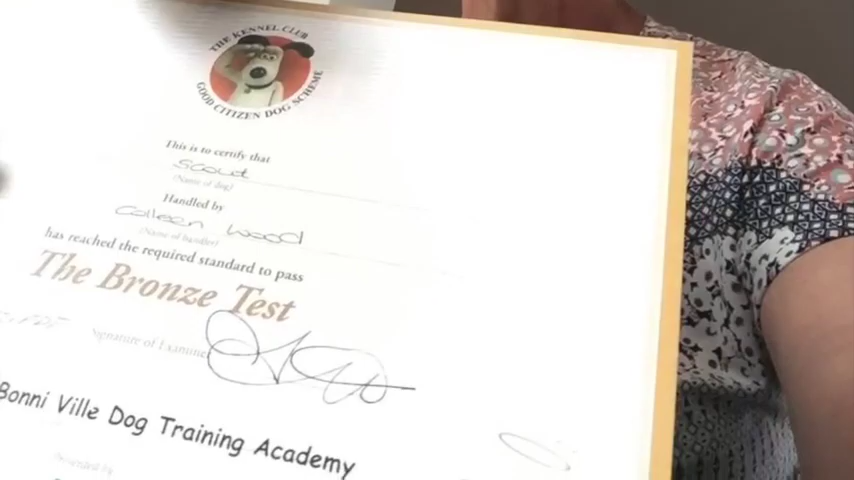 THE KENNEL CLUB
GOOD CITIZEN DOG SCHEME
This is to certify that
Scout
(Name of dog)
Handled by
Colleen Wood
(Name of handler)
has reached the required standard to pass
The Bronze Test
Signature of Examiner
Bonni Ville Dog Training Academy
Presented by